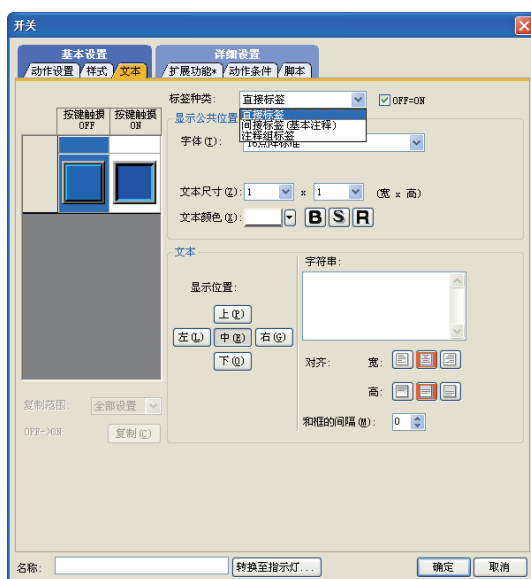 开关
基本设置 详细设置
动作设置 样式 文本 扩展功能* 动作条件 脚本
标签种类: 直接标签 OFF=ON
直接标签
间接标签(基本注释)
注释组标签
按键触摸 OFF 按键触摸 ON
显示公共位置
字体(T):
文本尺寸(Z): 1 x 1 (宽 x 高)
文本颜色(X): B S R
文本
字符串:
显示位置:
上(P)
左(L) 中(E) 右(G)
下(O)
对齐: 宽:
高:
和框的间隔(M): 0
复制范围: 全部设置
OFF->ON 复制(C)
名称: 转换至指示灯... 确定 取消